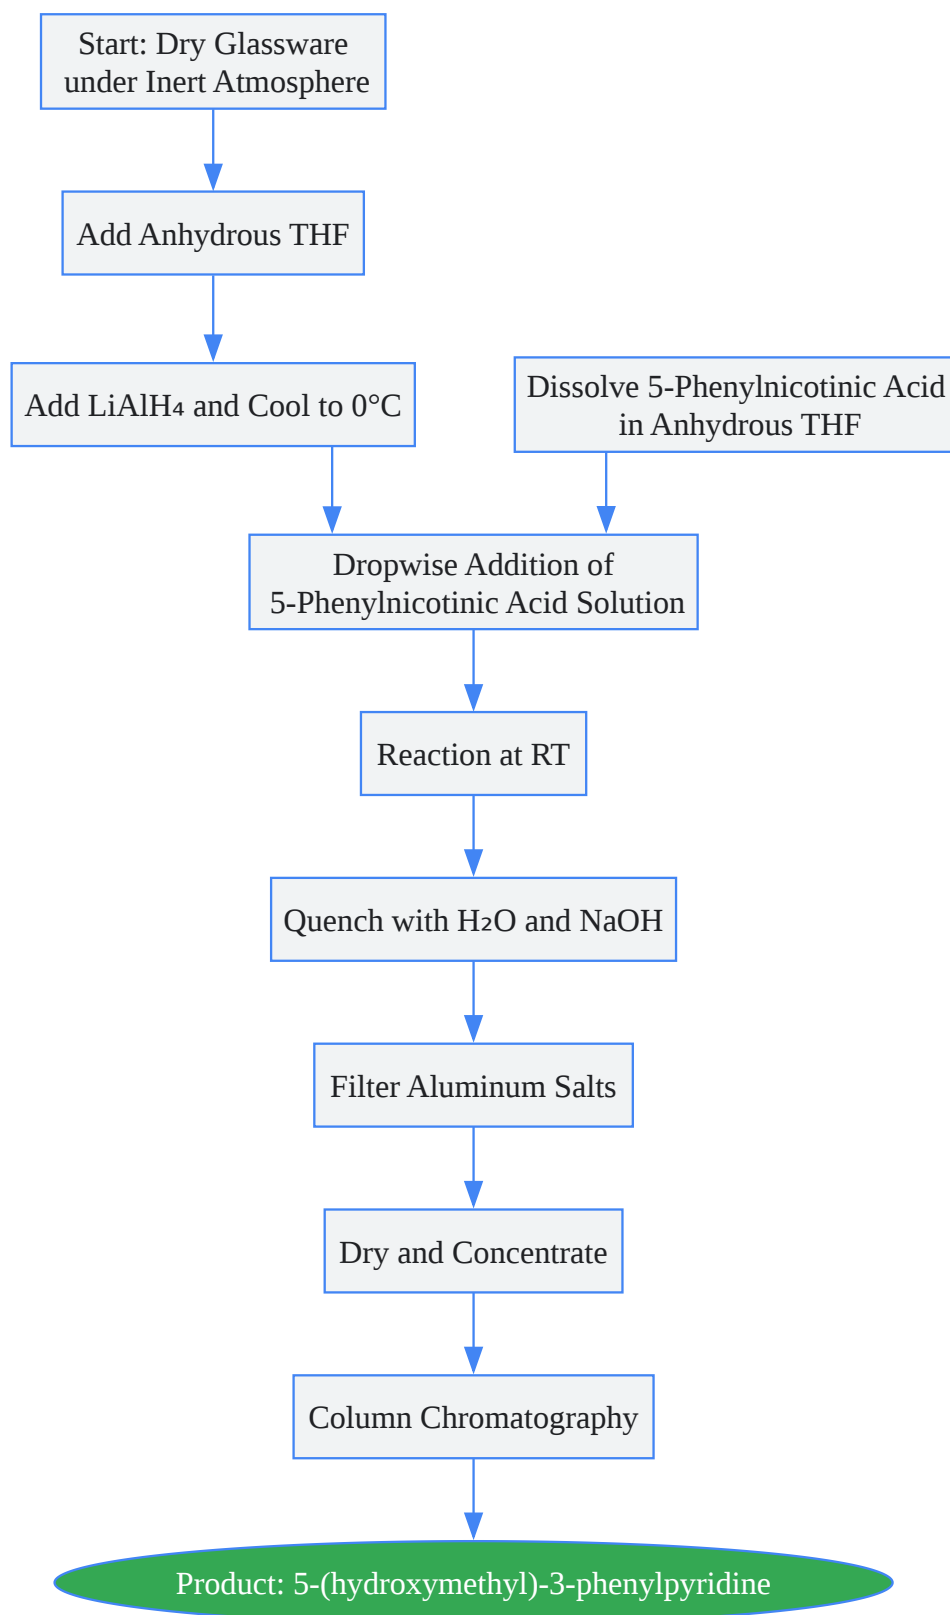 Start: Dry Glassware
under Inert Atmosphere
Add Anhydrous THF
Add LiAlH₄ and Cool to 0°C
Dissolve 5-Phenylnicotinic Acid
in Anhydrous THF
Dropwise Addition of
5-Phenylnicotinic Acid Solution
Reaction at RT
Quench with H₂O and NaOH
Filter Aluminum Salts
Dry and Concentrate
Column Chromatography
Product: 5-(hydroxymethyl)-3-phenylpyridine